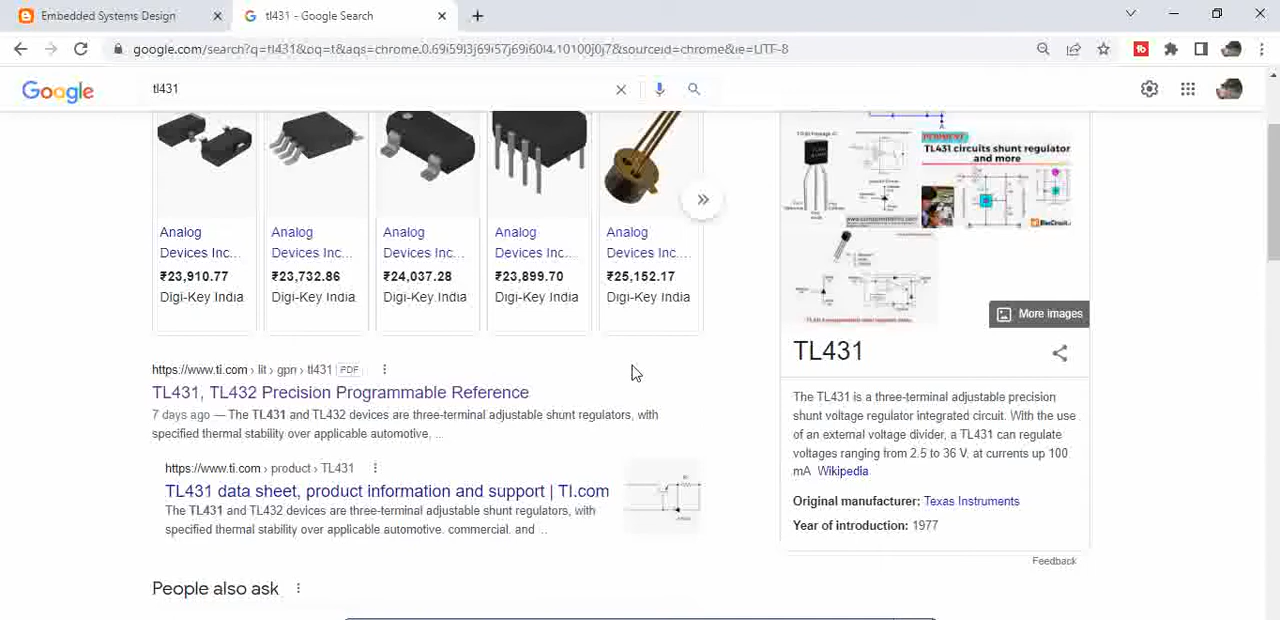 Embedded Systems Design
tl431 - Google Search
google.com/search?q=tl431&oq=t&aqs=chrome.0.69i59l3j69i57j69i60l4.10100j0j7&sourceid=chrome&ie=UTF-8
Google
tl431
Analog
Devices Inc...
Digi-Key India
Analog
Devices Inc...
Digi-Key India
Analog
Devices Inc...
Digi-Key India
Analog
Devices Inc...
₹23,899.70
Digi-Key India
Analog
Devices Inc...
₹25,152.17
Digi-Key India
https://www.ti.com › lit › gpn › tl431 PDF
TL431, TL432 Precision Programmable Reference
7 days ago — The TL431 and TL432 devices are three-terminal adjustable shunt regulators, with
specified thermal stability over applicable automotive, ...
https://www.ti.com › product › TL431
TL431 data sheet, product information and support | TI.com
The TL431 and TL432 devices are three-terminal adjustable shunt regulators, with
specified thermal stability over applicable automotive. commercial. and ...
People also ask
TL431 circuits shunt regulator
and more
ElecCircuit
More images
TL431
The TL431 is a three-terminal adjustable precision
shunt voltage regulator integrated circuit. With the use
of an external voltage divider, a TL431 can regulate
voltages ranging from 2.5 to 36 V. at currents up 100
mA Wikipedia
Original manufacturer: Texas Instruments
Year of introduction: 1977
Feedback